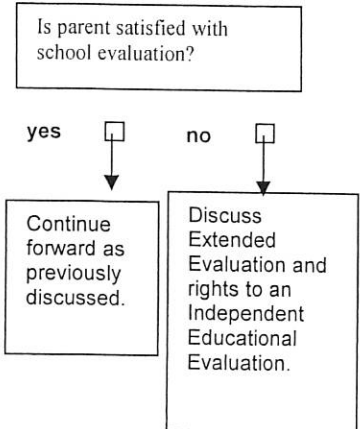 Is parent satisfied with
school evaluation?
yes
no
Continue
forward as
previously
discussed.
Discuss
Extended
Evaluation and
rights to an
Independent
Educational
Evaluation.